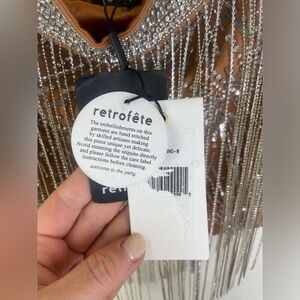 retrofête
The embellishments on this
garment are hand stitched
by skilled artisans making
this piece unique yet delicate.
Avoid steaming the sequins directly
and please follow the care label
instructions before cleaning.
welcome to the party